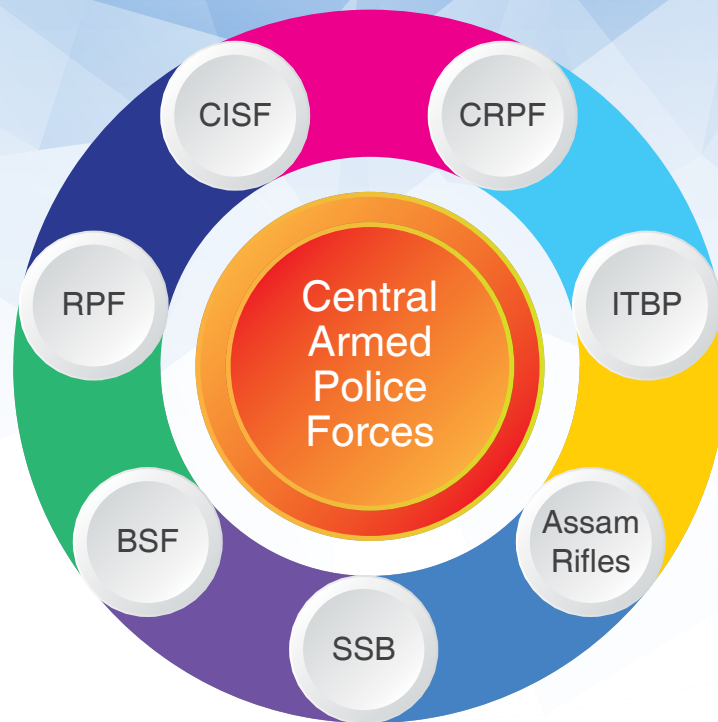 CISF
CRPF
RPF
Central
Armed
Police
Forces
ITBP
BSF
Assam
Rifles
SSB